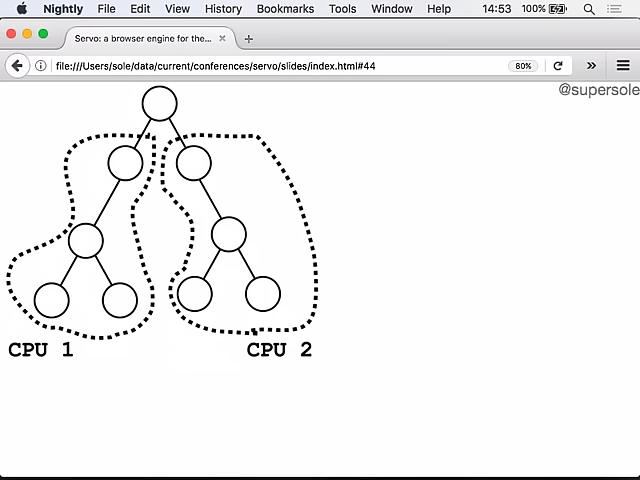 Nightly File Edit View History Bookmarks Tools Window Help 14:53 100%
Servo: a browser engine for the...
file:///Users/sole/data/current/conferences/servo/slides/index.html#44 80%
@supersole
CPU 1 CPU 2